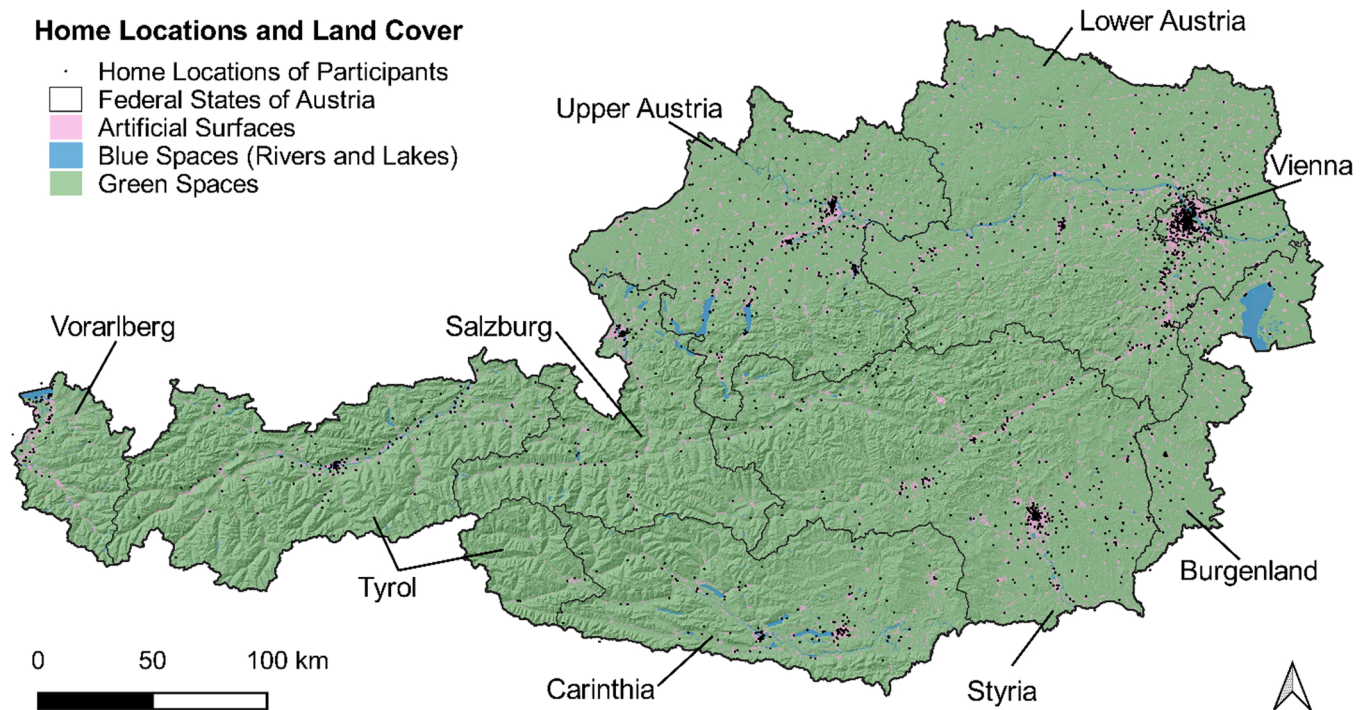 Home Locations and Land Cover
Home Locations of Participants
Federal States of Austria
Artificial Surfaces
Blue Spaces (Rivers and Lakes)
Green Spaces
Lower Austria
Upper Austria
Vienna
Vorarlberg
Salzburg
Tyrol
Burgenland
Carinthia
Styria
0 50 100 km